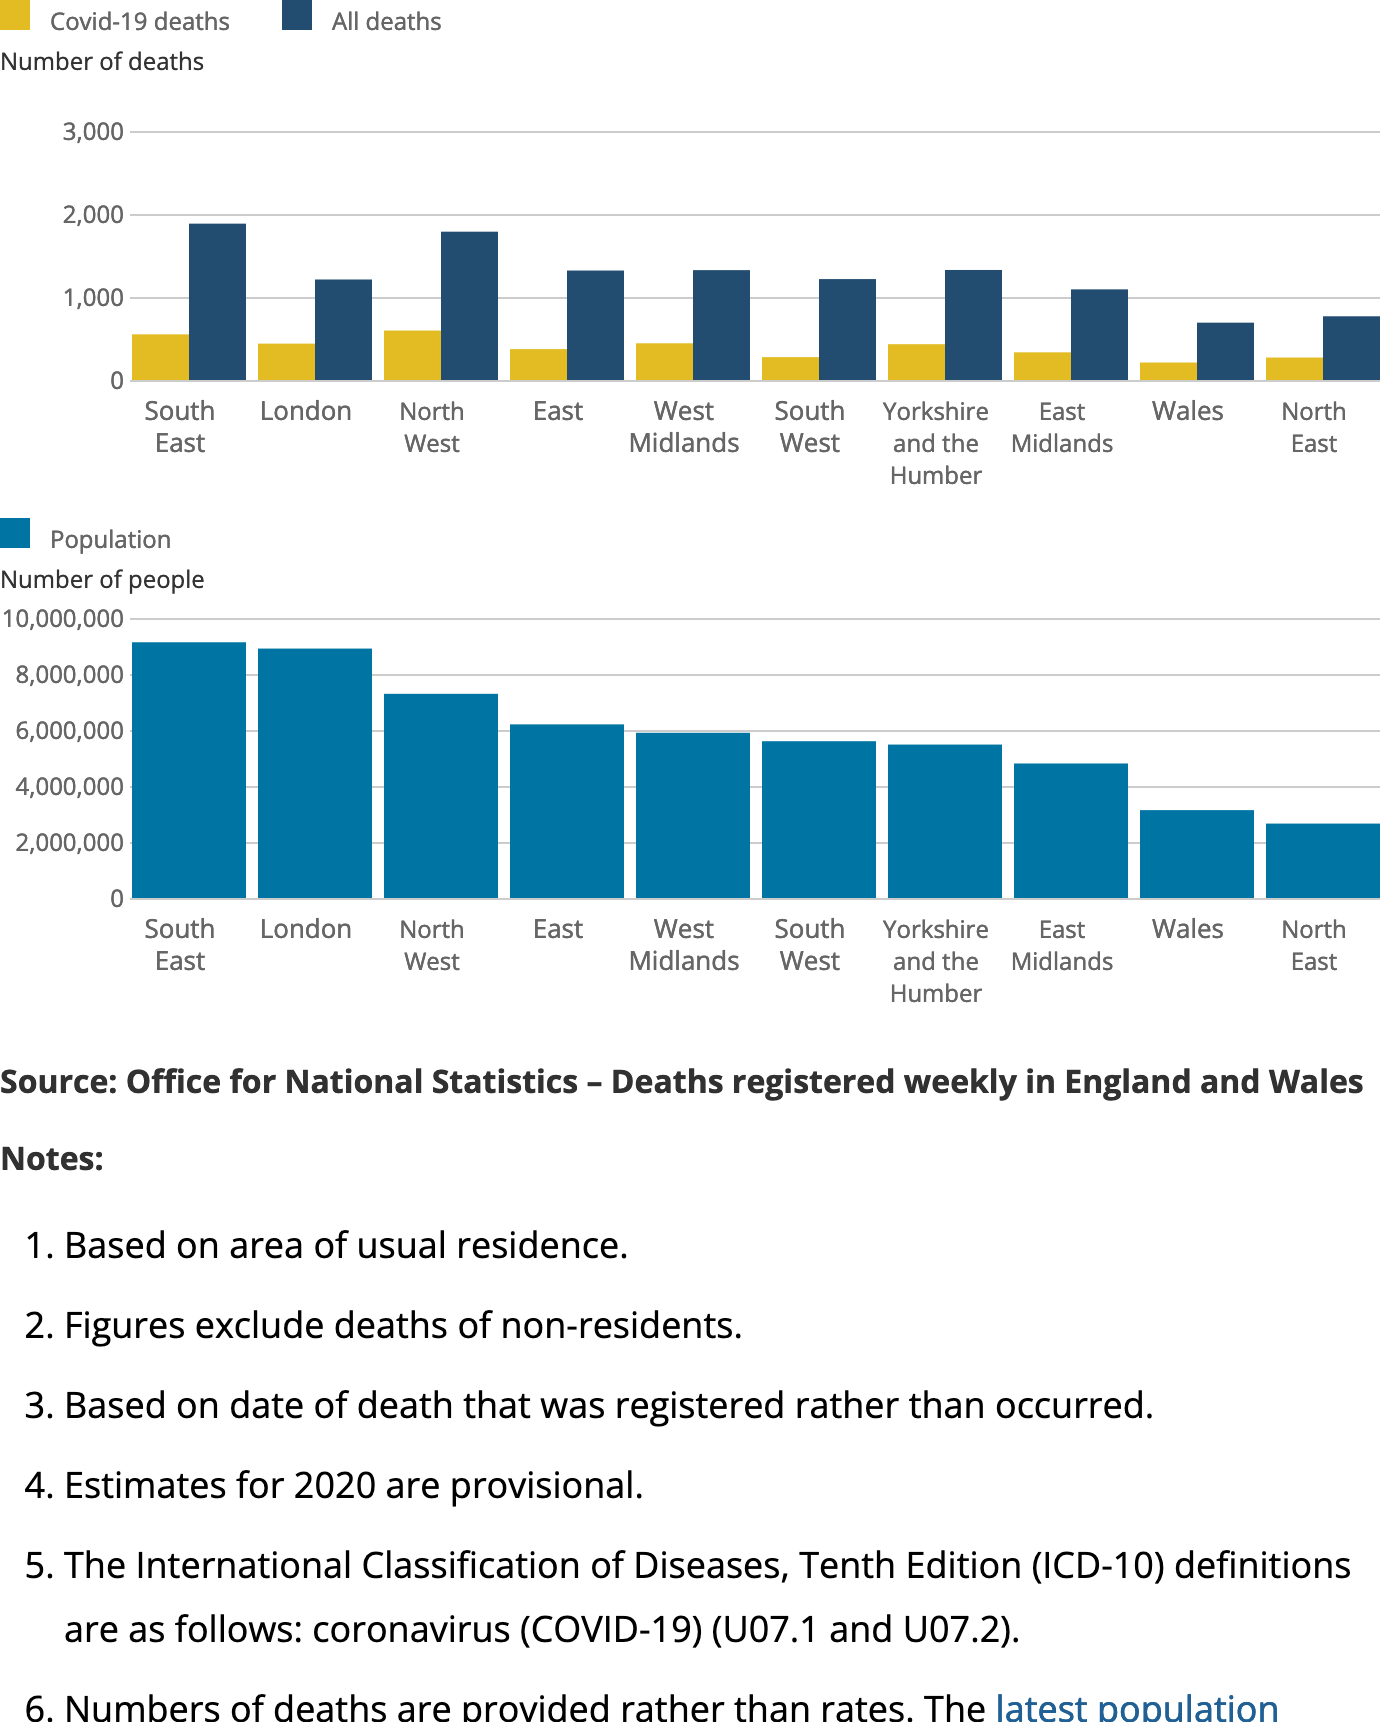 Covid-19 deaths All deaths
Number of deaths
3,000
2,000
1,000
0
South East London North West East West Midlands South West Yorkshire and the Humber East Midlands Wales North East
Population
Number of people
10,000,000
8,000,000
6,000,000
4,000,000
2,000,000
0
South East London North West East West Midlands South West Yorkshire and the Humber East Midlands Wales North East
Source: Office for National Statistics – Deaths registered weekly in England and Wales
Notes:
1. Based on area of usual residence.
2. Figures exclude deaths of non-residents.
3. Based on date of death that was registered rather than occurred.
4. Estimates for 2020 are provisional.
5. The International Classification of Diseases, Tenth Edition (ICD-10) definitions
are as follows: coronavirus (COVID-19) (U07.1 and U07.2).
6. Numbers of deaths are provided rather than rates. The latest population